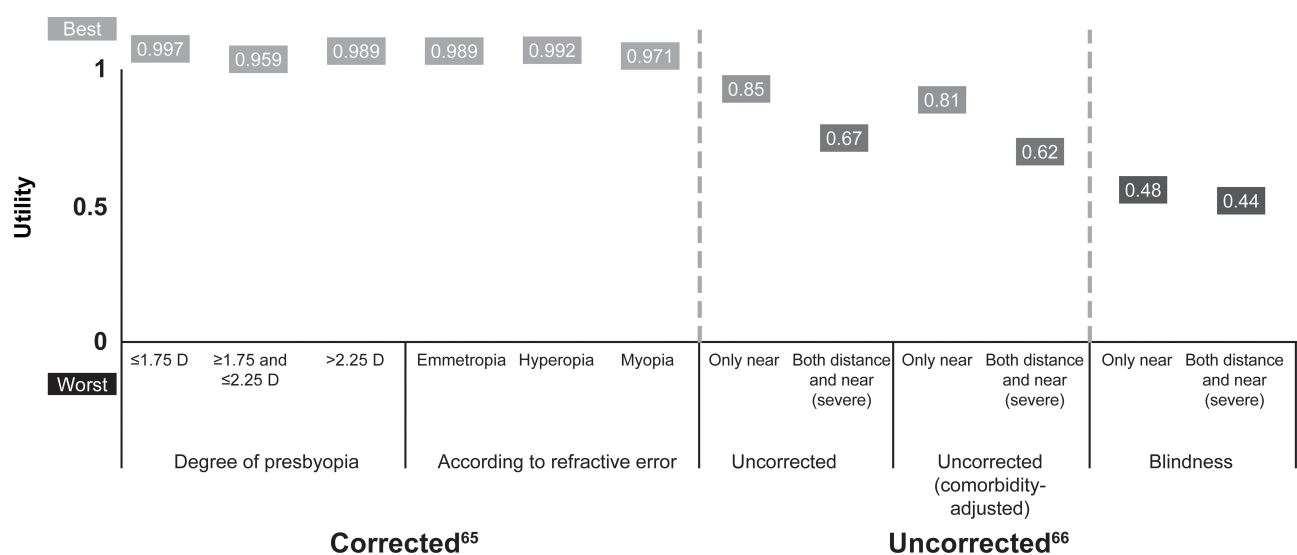 Best
0.997
0.959
0.989
0.989
0.992
0.971
0.85
0.67
0.81
0.62
0.48
0.44
1
0.5
0
Utility
Worst
≤1.75 D
≥1.75 and
≤2.25 D
>2.25 D
Emmetropia
Hyperopia
Myopia
Only near
Both distance
and near
(severe)
Only near
Both distance
and near
(severe)
Only near
Both distance
and near
(severe)
Degree of presbyopia
According to refractive error
Uncorrected
Uncorrected
(comorbidity-
adjusted)
Blindness
Corrected⁶⁵
Uncorrected⁶⁶